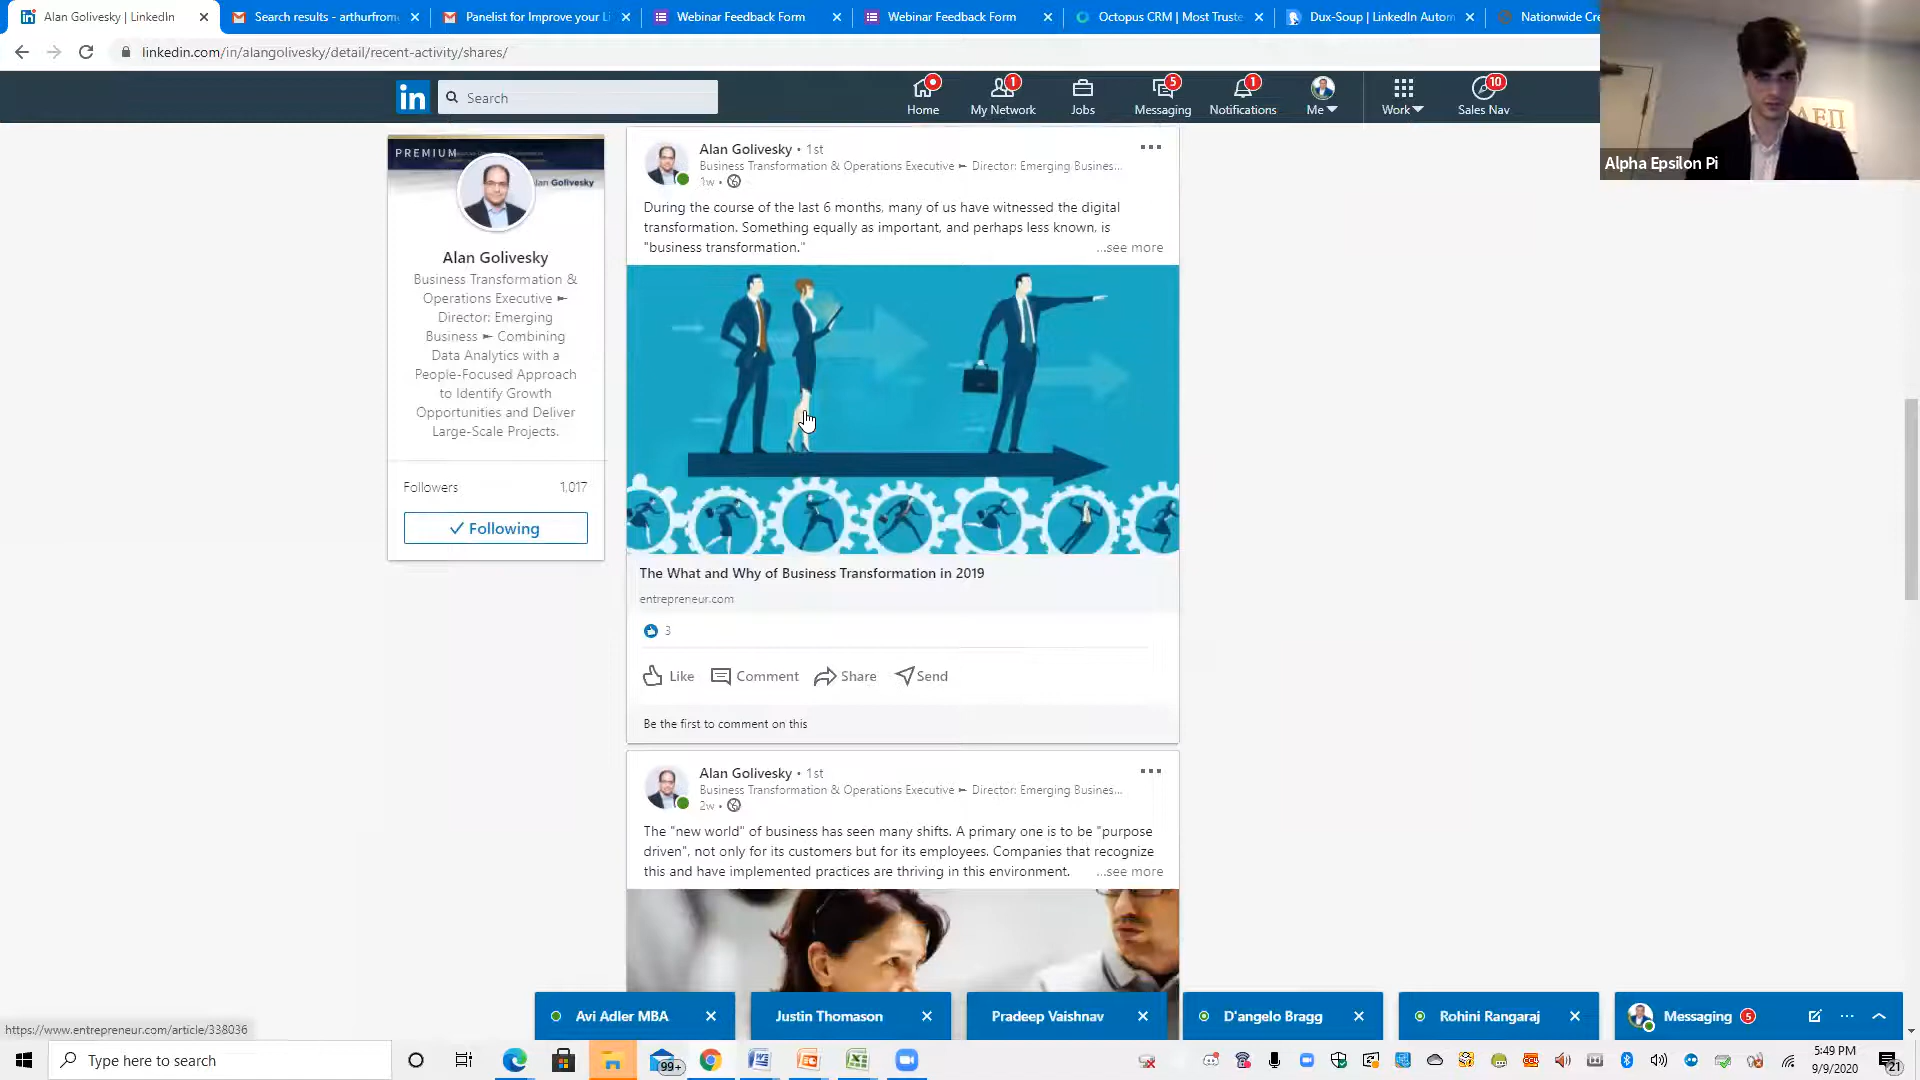 Alan Golivesky | LinkedIn
Search results - arthurfrom
Panelist for Improve your Li
Webinar Feedback Form
Webinar Feedback Form
Octopus CRM | Most Truste
Dux-Soup | LinkedIn Autom
Nationwide Cre
linkedin.com/in/alangolivesky/detail/recent-activity/shares/
in
Search
Home
1
My Network
Jobs
5
Messaging
1
Notifications
Me
Work
10
Sales Nav
ΑΕΠ
Alpha Epsilon Pi
PREMIUM
Alan Golivesky
Alan Golivesky
Business Transformation &
Operations Executive ►
Director: Emerging
Business ► Combining
Data Analytics with a
People-Focused Approach
to Identify Growth
Opportunities and Deliver
Large-Scale Projects.
Followers 1,017
Following
Alan Golivesky • 1st
Business Transformation & Operations Executive ► Director: Emerging Busines...
1w •
During the course of the last 6 months, many of us have witnessed the digital
transformation. Something equally as important, and perhaps less known, is
"business transformation."
...see more
The What and Why of Business Transformation in 2019
entrepreneur.com
3
Like Comment Share Send
Be the first to comment on this
Alan Golivesky • 1st
Business Transformation & Operations Executive ► Director: Emerging Busines...
2w •
The "new world" of business has seen many shifts. A primary one is to be "purpose
driven", not only for its customers but for its employees. Companies that recognize
this and have implemented practices are thriving in this environment. ...see more
Avi Adler MBA
Justin Thomason
Pradeep Vaishnav
D'angelo Bragg
Rohini Rangaraj
Messaging 5
https://www.entrepreneur.com/article/338036
Type here to search
99+
5:49 PM
9/9/2020
21